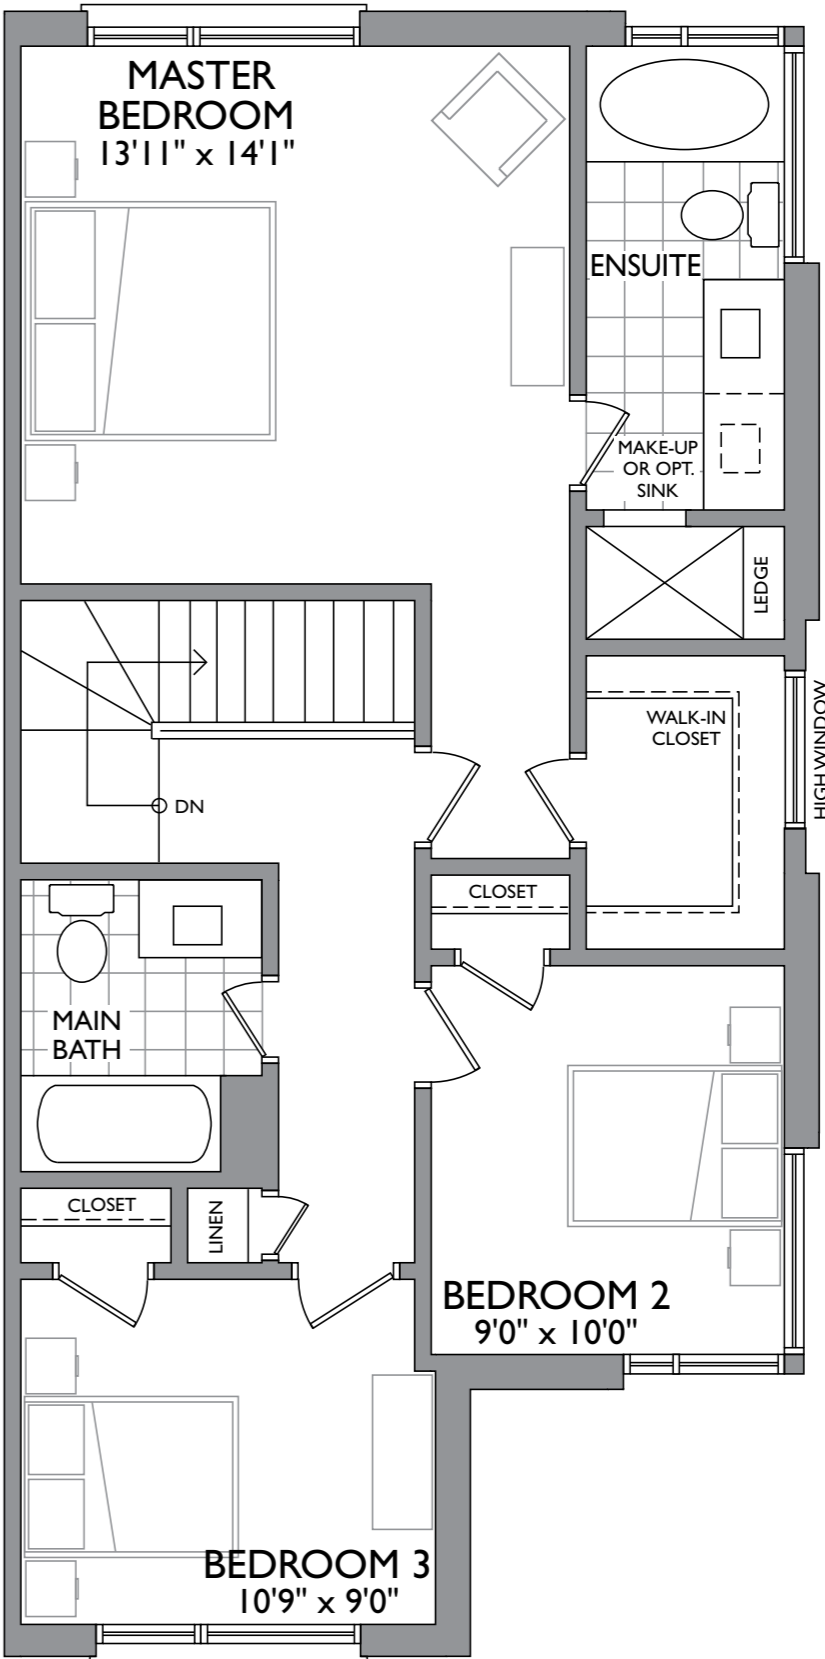 MASTER
BEDROOM
13'11" x 14'1"
ENSUITE
MAKE-UP
OR OPT.
SINK
LEDGE
WALK-IN
CLOSET
HIGH WINDOW
DN
CLOSET
MAIN
BATH
CLOSET
LINEN
BEDROOM 2
9'0" x 10'0"
BEDROOM 3
10'9" x 9'0"